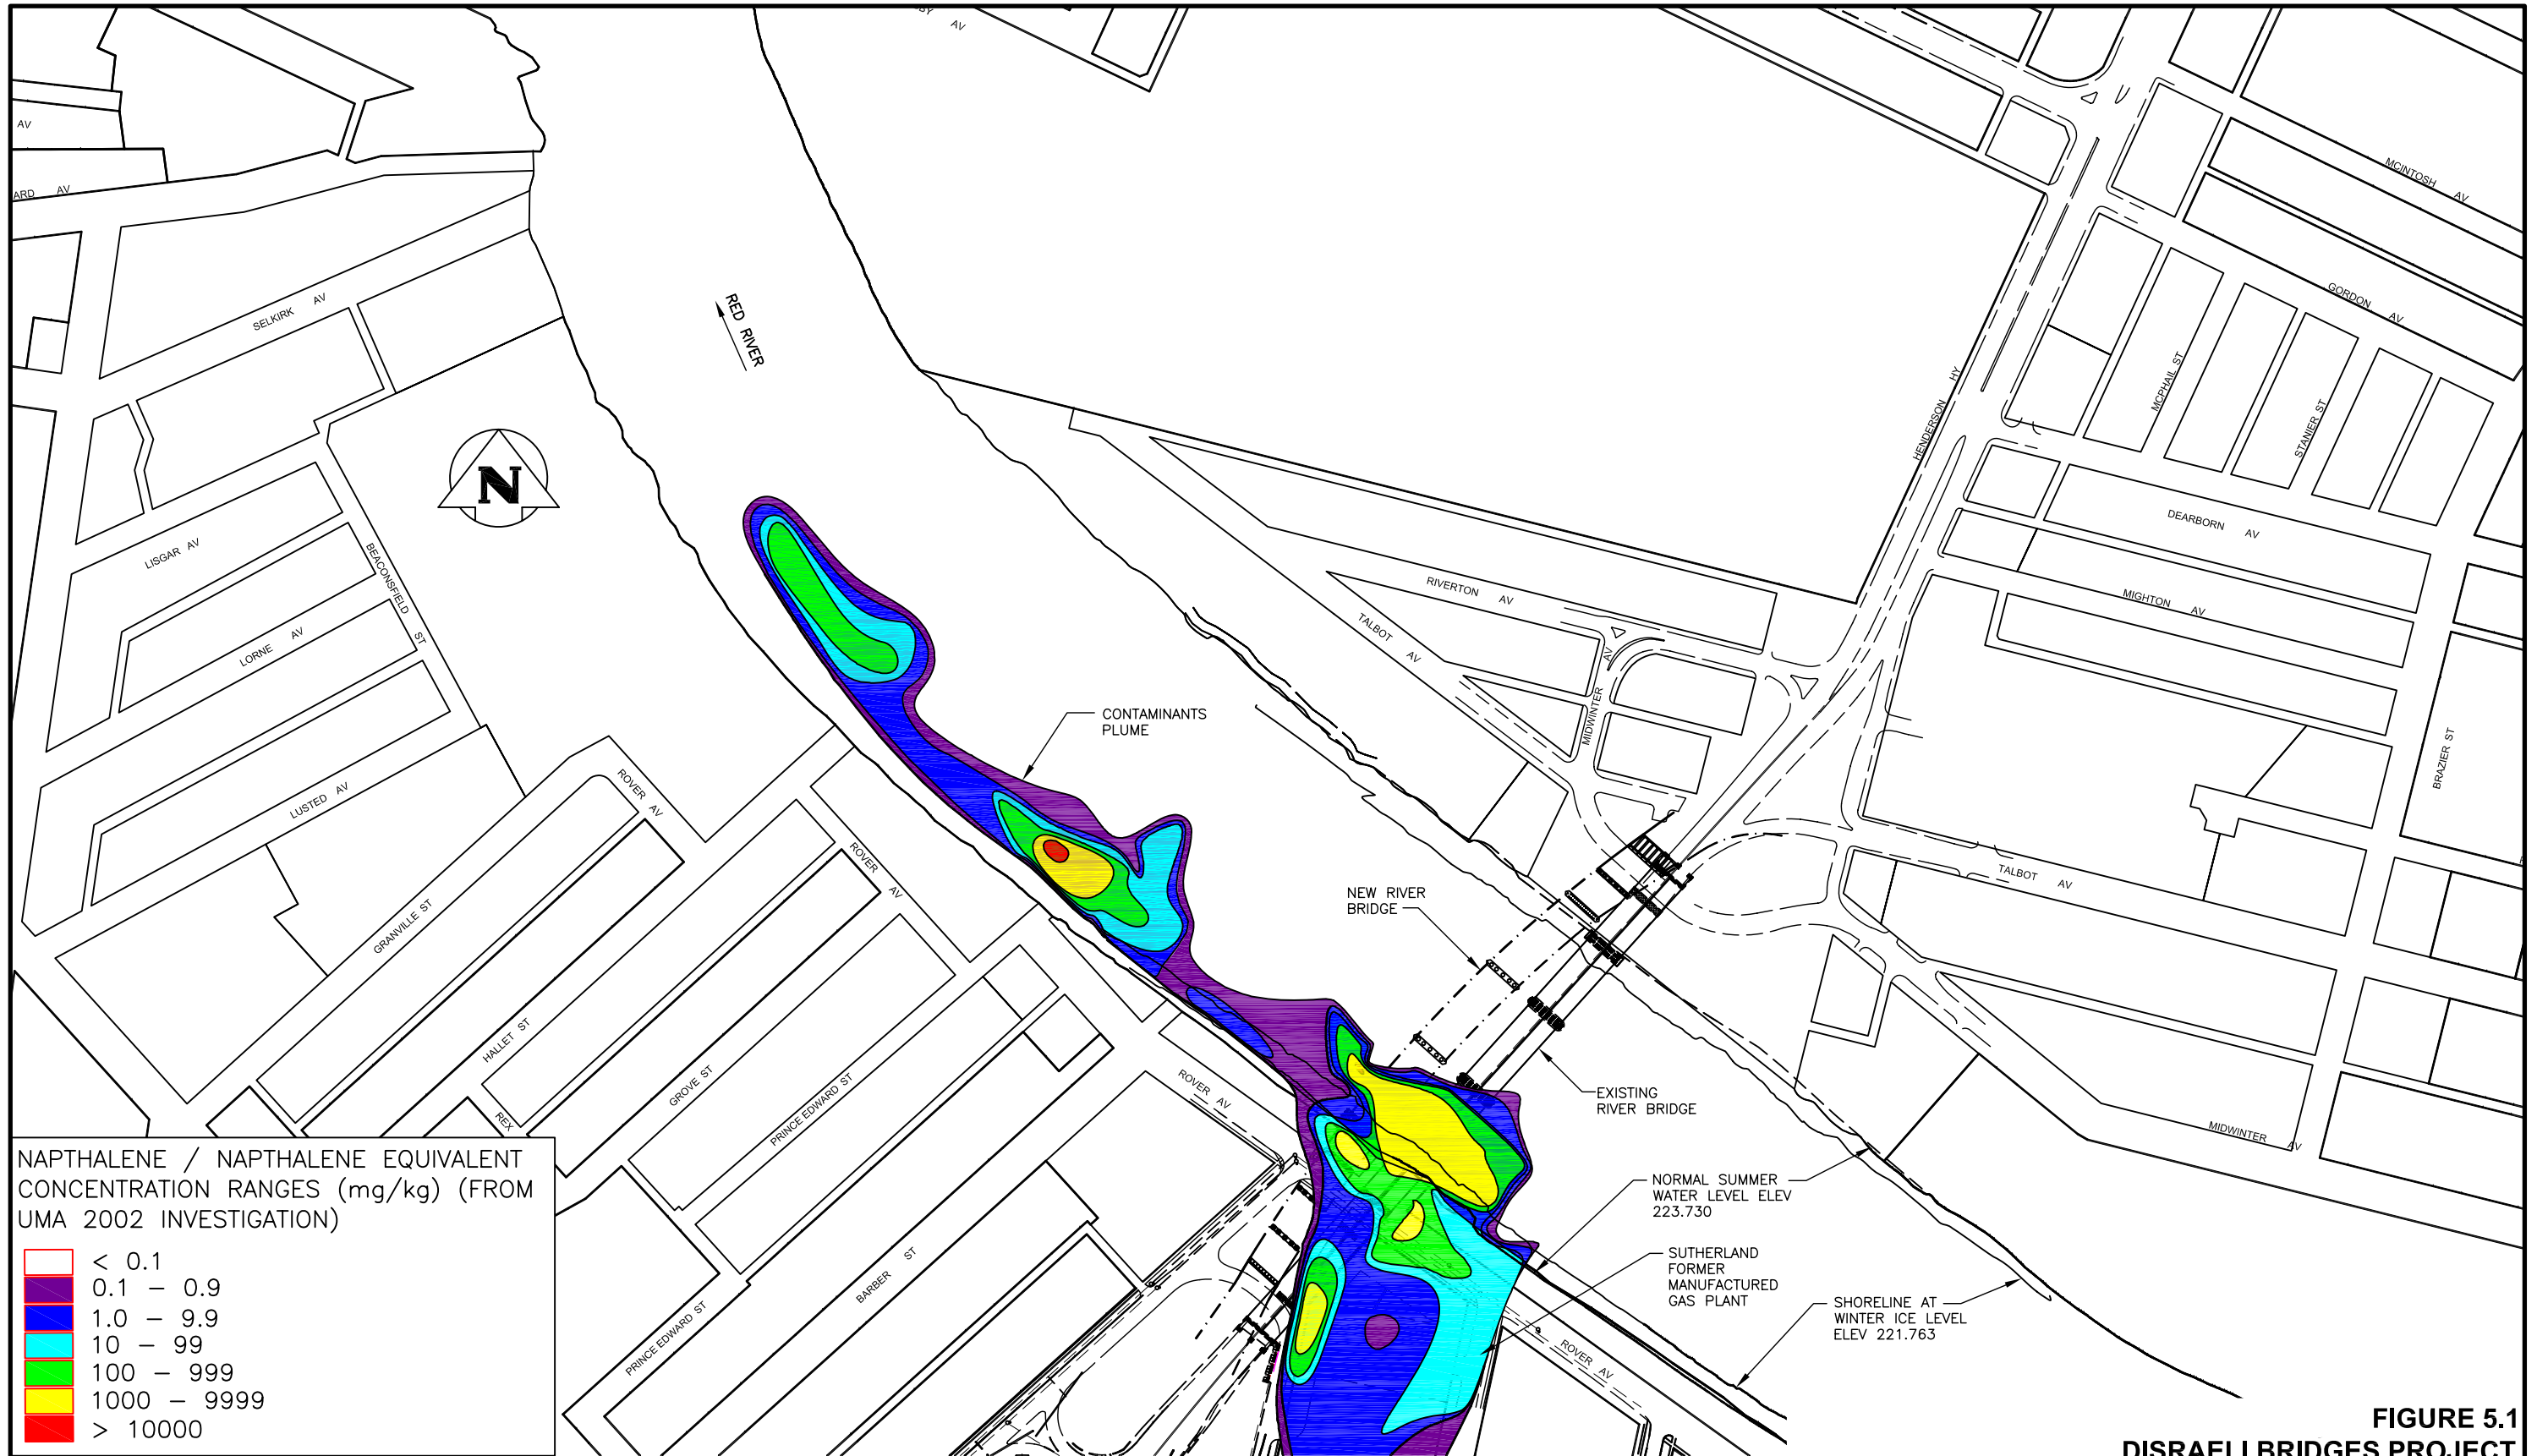 AV
AV
ARD AV
SELKIRK AV
RED RIVER
N
LISGAR AV
BEACONSFIELD ST
LORNE AV
LUSTED AV
ROVER AV
ROVER AV
GRANVILLE ST
HALLET ST
REX
GROVE ST
PRINCE EDWARD ST
ROVER AV
BARBER ST
PRINCE EDWARD ST
CONTAMINANTS
PLUME
MCINTOSH AV
GORDON AV
HENDERSON HY
MCPHAIL ST
STANIER ST
DEARBORN AV
MIGHTON AV
RIVERTON AV
TALBOT AV
MIDWINTER AV
BRAZIER ST
TALBOT AV
NEW RIVER
BRIDGE
EXISTING
RIVER BRIDGE
MIDWINTER AV
NORMAL SUMMER
WATER LEVEL ELEV
223.730
SUTHERLAND
FORMER
MANUFACTURED
GAS PLANT
SHORELINE AT
WINTER ICE LEVEL
ELEV 221.763
ROVER AV
NAPTHALENE / NAPTHALENE EQUIVALENT
CONCENTRATION RANGES (mg/kg) (FROM
UMA 2002 INVESTIGATION)
< 0.1
0.1 – 0.9
1.0 – 9.9
10 – 99
100 – 999
1000 – 9999
> 10000
FIGURE 5.1
DISRAELI BRIDGES PROJECT